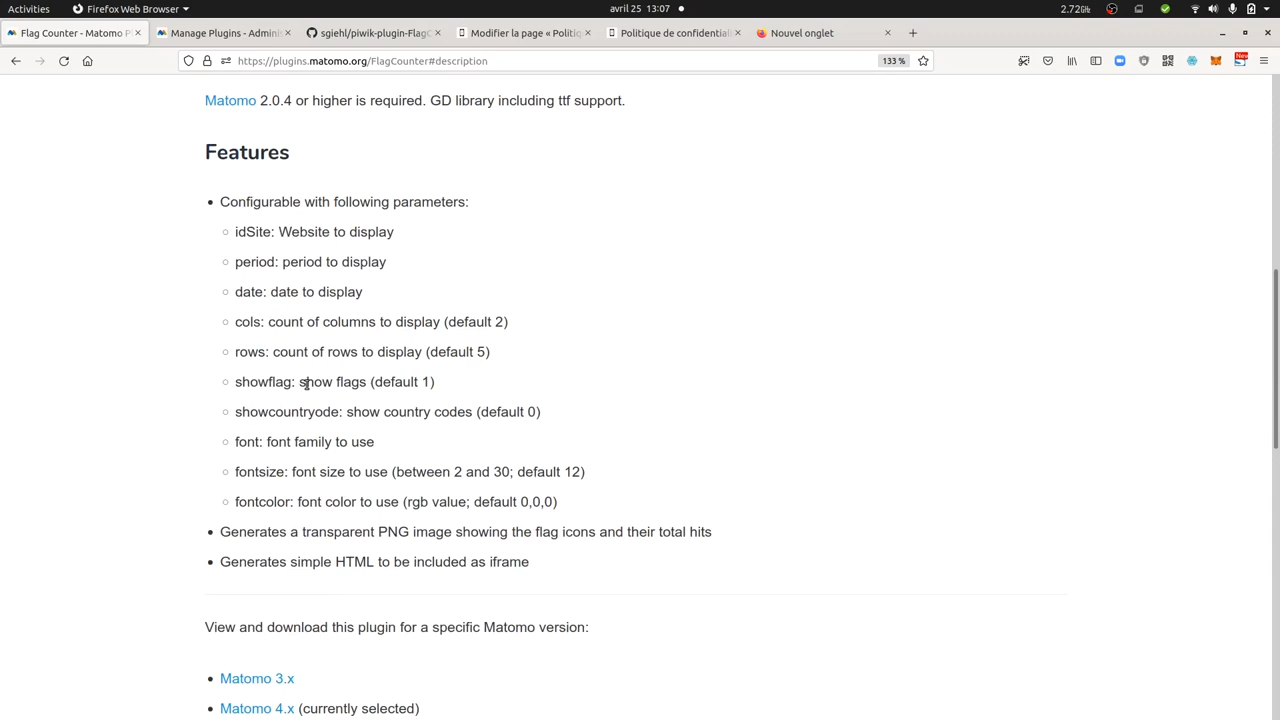 Activities
Firefox Web Browser
avril 25 13:07
2.72GHz
Flag Counter - Matomo P
Manage Plugins - Adminis
sgiehl/piwik-plugin-FlagC
Modifier la page « Politiq
Politique de confidentiali
Nouvel onglet
https://plugins.matomo.org/FlagCounter#description
133 %
New
Matomo 2.0.4 or higher is required. GD library including ttf support.
Features
Configurable with following parameters:
idSite: Website to display
period: period to display
date: date to display
cols: count of columns to display (default 2)
rows: count of rows to display (default 5)
showflag: show flags (default 1)
showcountryode: show country codes (default 0)
font: font family to use
fontsize: font size to use (between 2 and 30; default 12)
fontcolor: font color to use (rgb value; default 0,0,0)
Generates a transparent PNG image showing the flag icons and their total hits
Generates simple HTML to be included as iframe
View and download this plugin for a specific Matomo version:
Matomo 3.x
Matomo 4.x (currently selected)